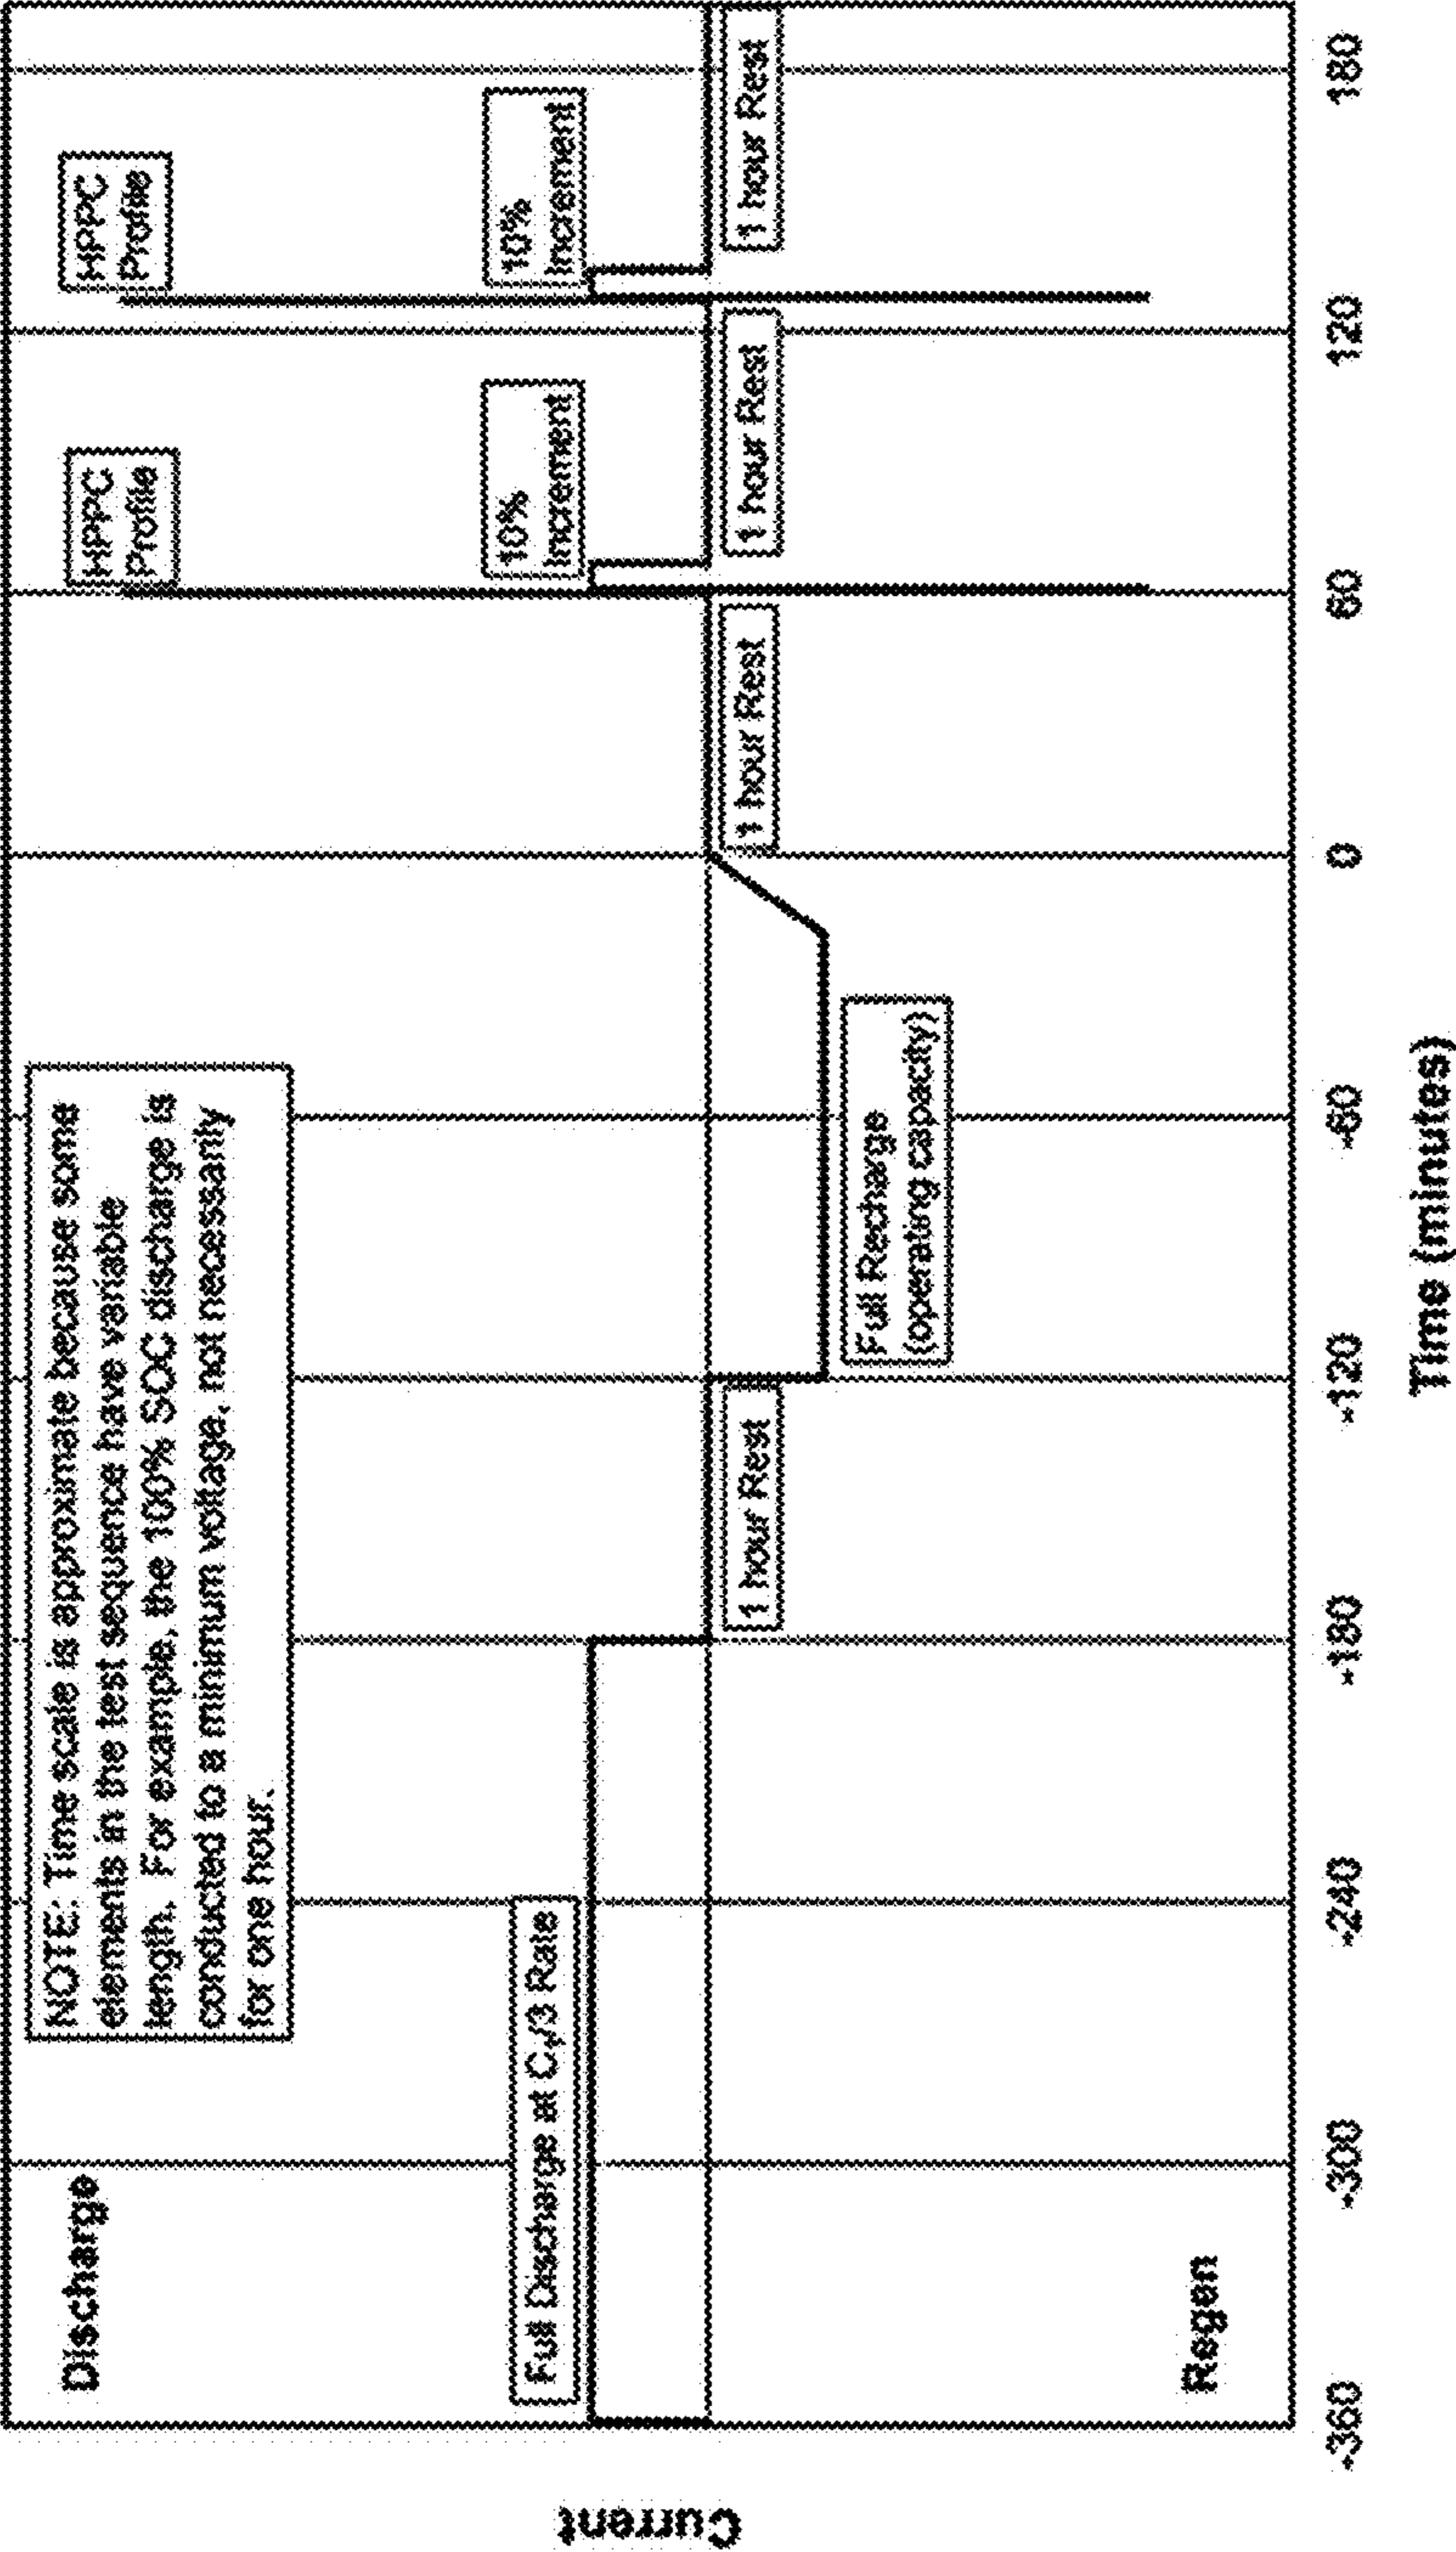 Discharge
NOTE: Time scale is approximate because some
elements in the test sequence have variable
length. For example, the 100% SOC discharge is
conducted to a minimum voltage, not necessarily
for one hour.
HPPC
Profile
HPPC
Profile
Full Discharge at C₁/3 Rate
10%
Increment
10%
Increment
Current
1 hour Rest
1 hour Rest
1 hour Rest
1 hour Rest
Full Recharge
(operating capacity)
Regen
-360
-300
-240
-180
-120
-60
0
60
120
180
Time (minutes)